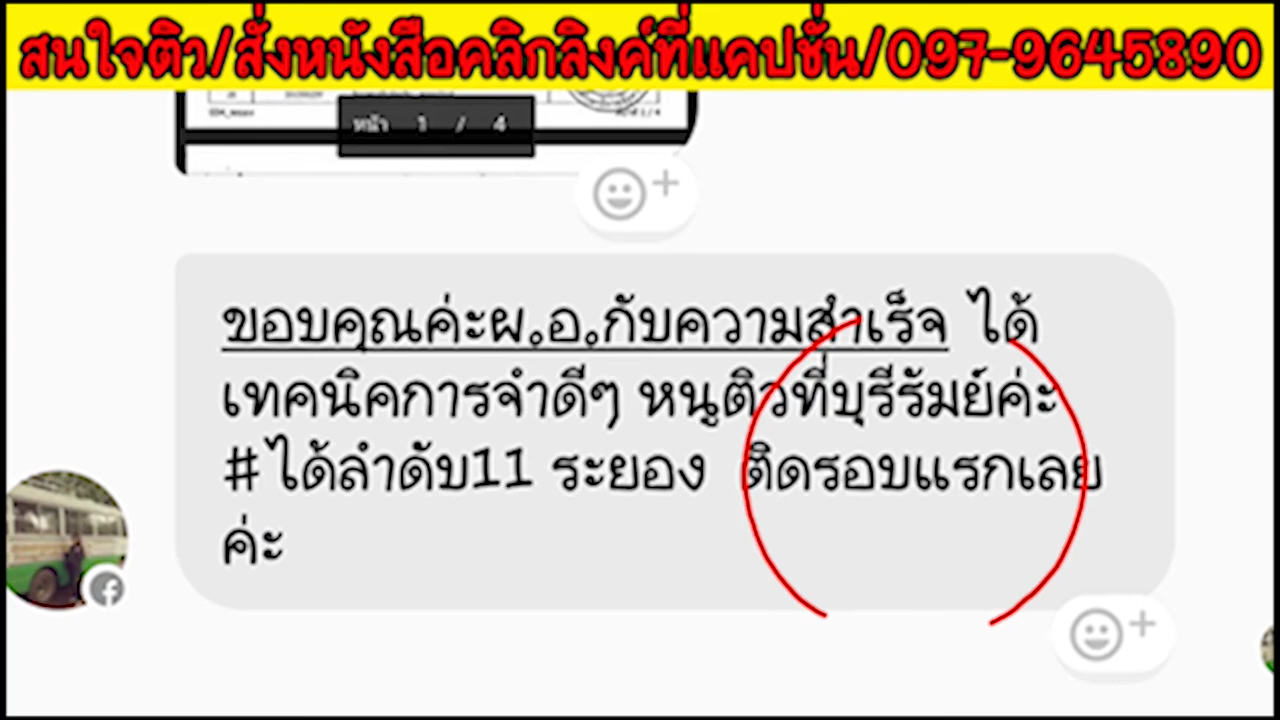 สนใจติว/สั่งหนังสือคลิกลิงค์ที่แคปชั่น/097-9645890
หน้า 1 / 4
ขอบคุณค่ะผ.อ.กับความสำเร็จ ได้
เทคนิคการจำดีๆ หนูติวที่บุรีรัมย์ค่ะ
#ได้ลำดับ11 ระยอง ติดรอบแรกเลย
ค่ะ